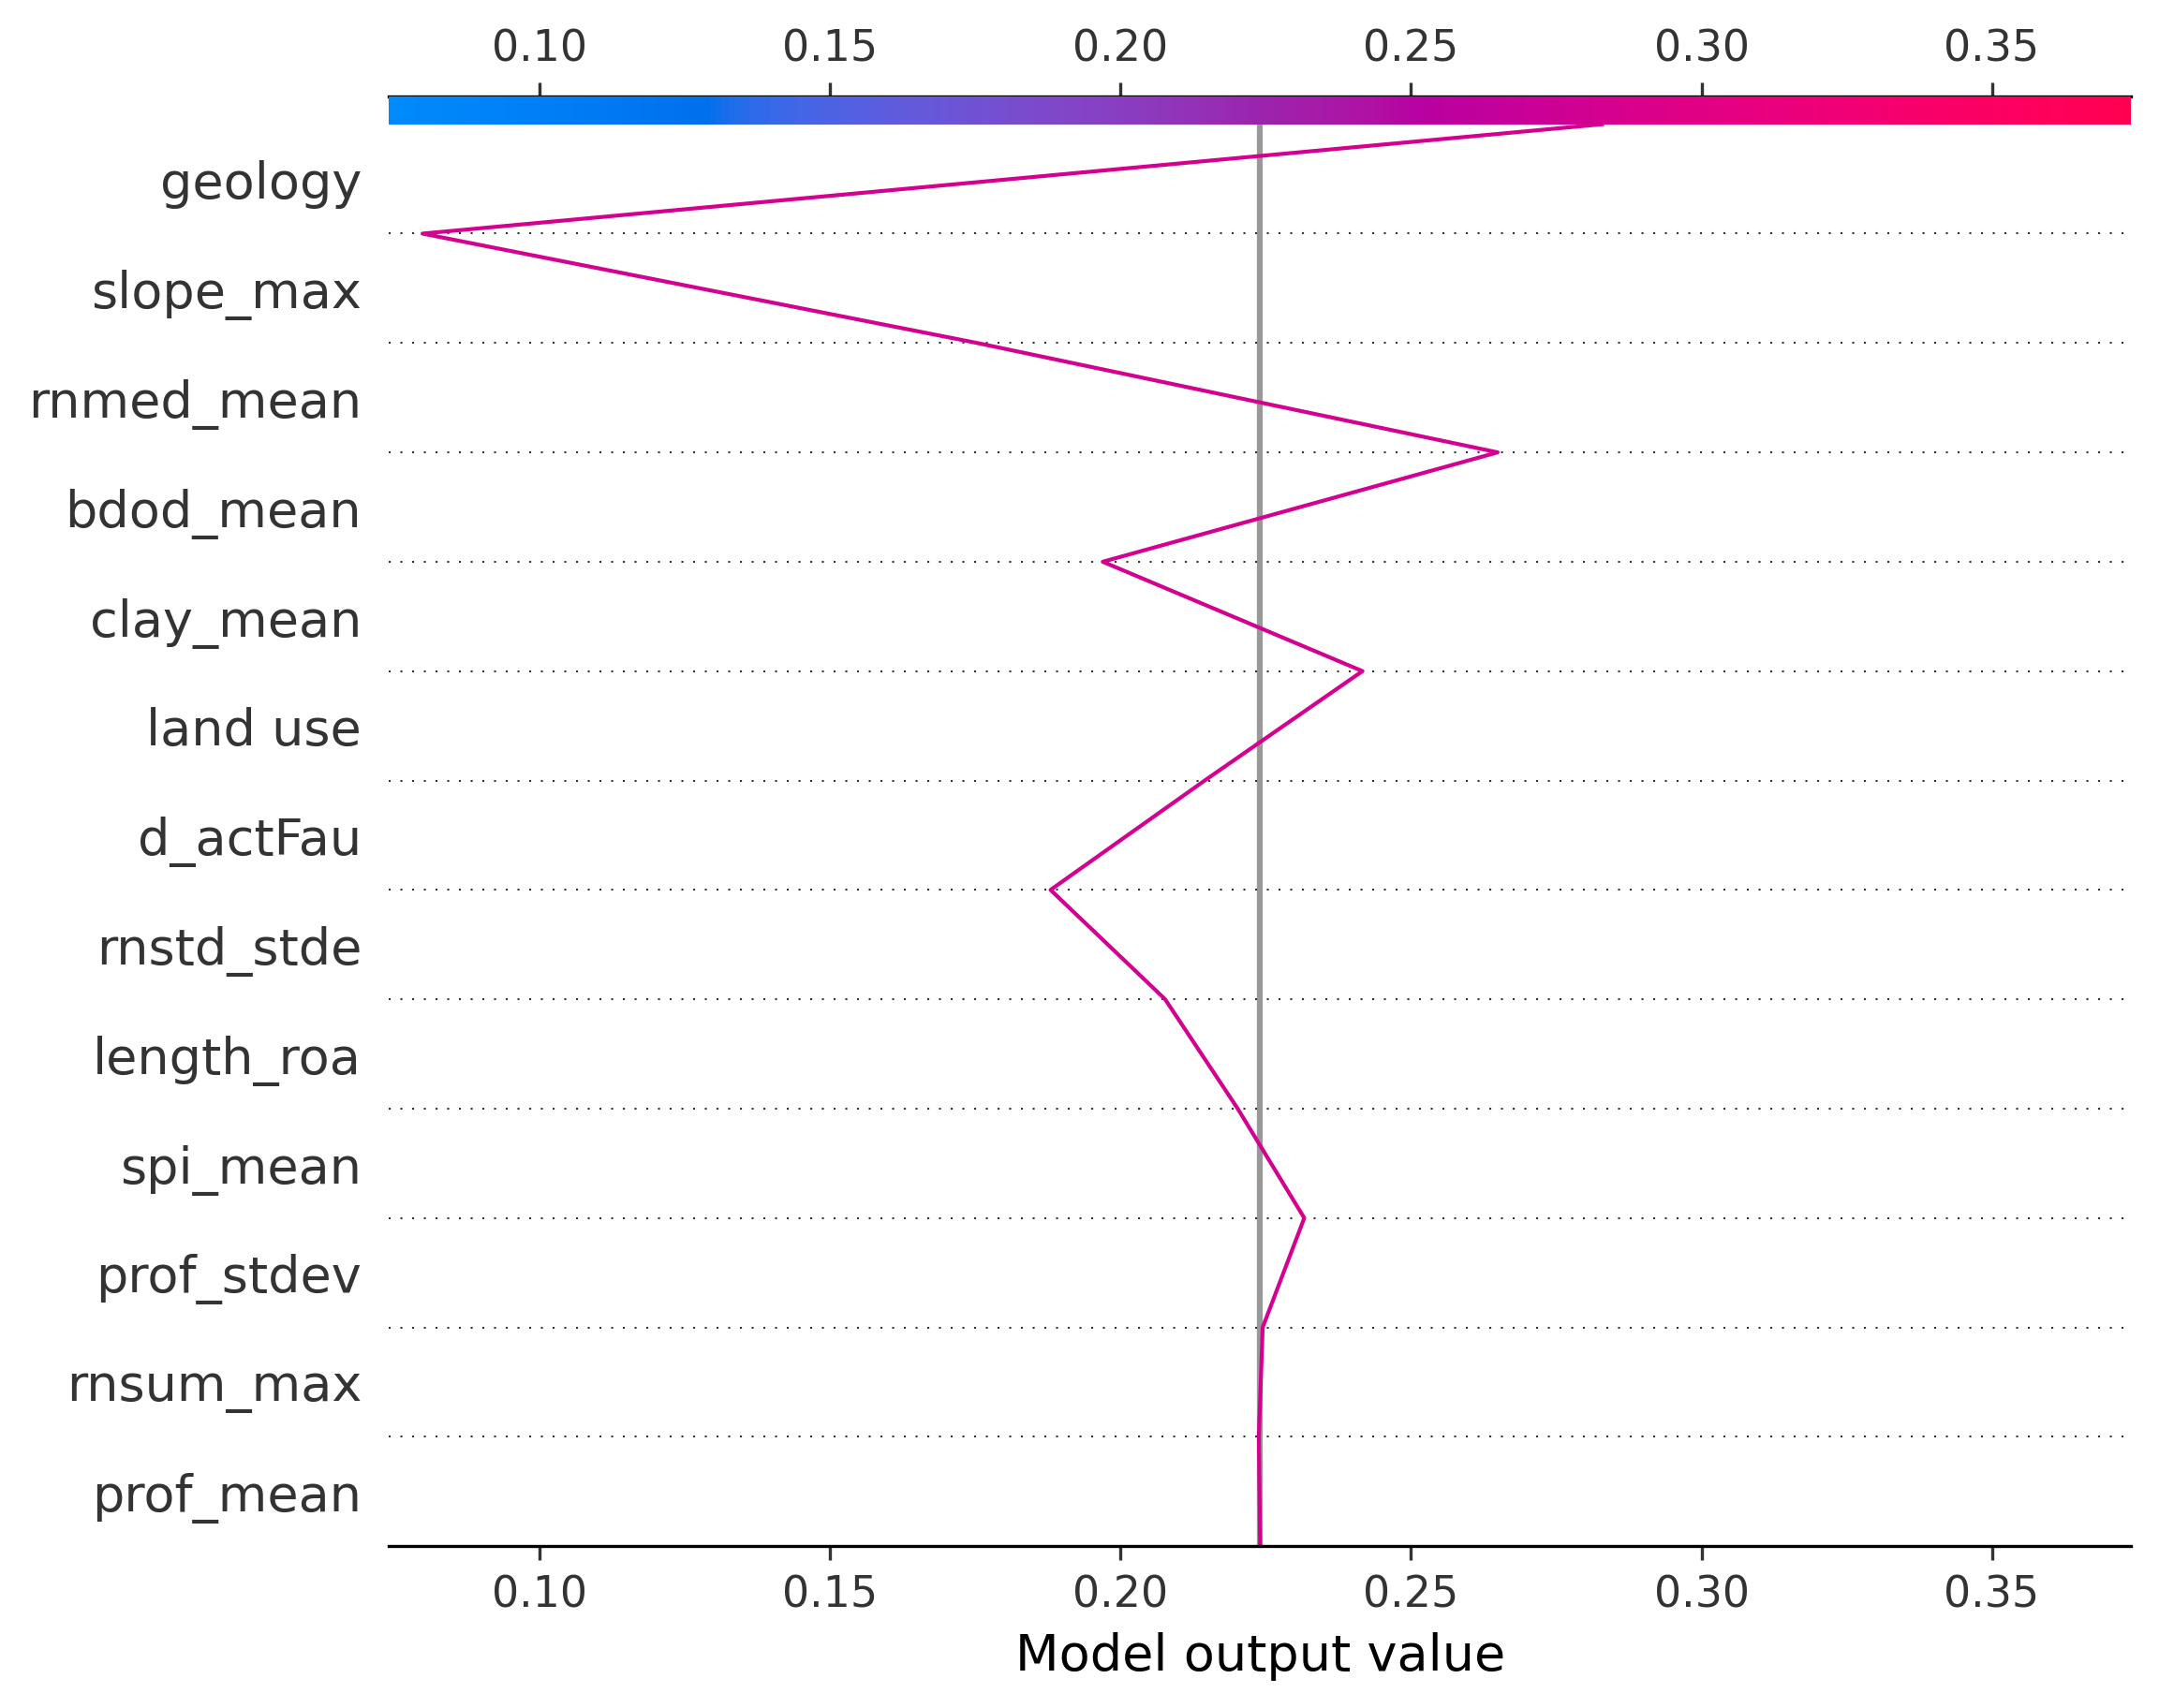 0.10 0.15 0.20 0.25 0.30 0.35
geology
slope_max
rnmed_mean
bdod_mean
clay_mean
land use
d_actFau
rnstd_stde
length_roa
spi_mean
prof_stdev
rnsum_max
prof_mean
0.10 0.15 0.20 0.25 0.30 0.35
Model output value